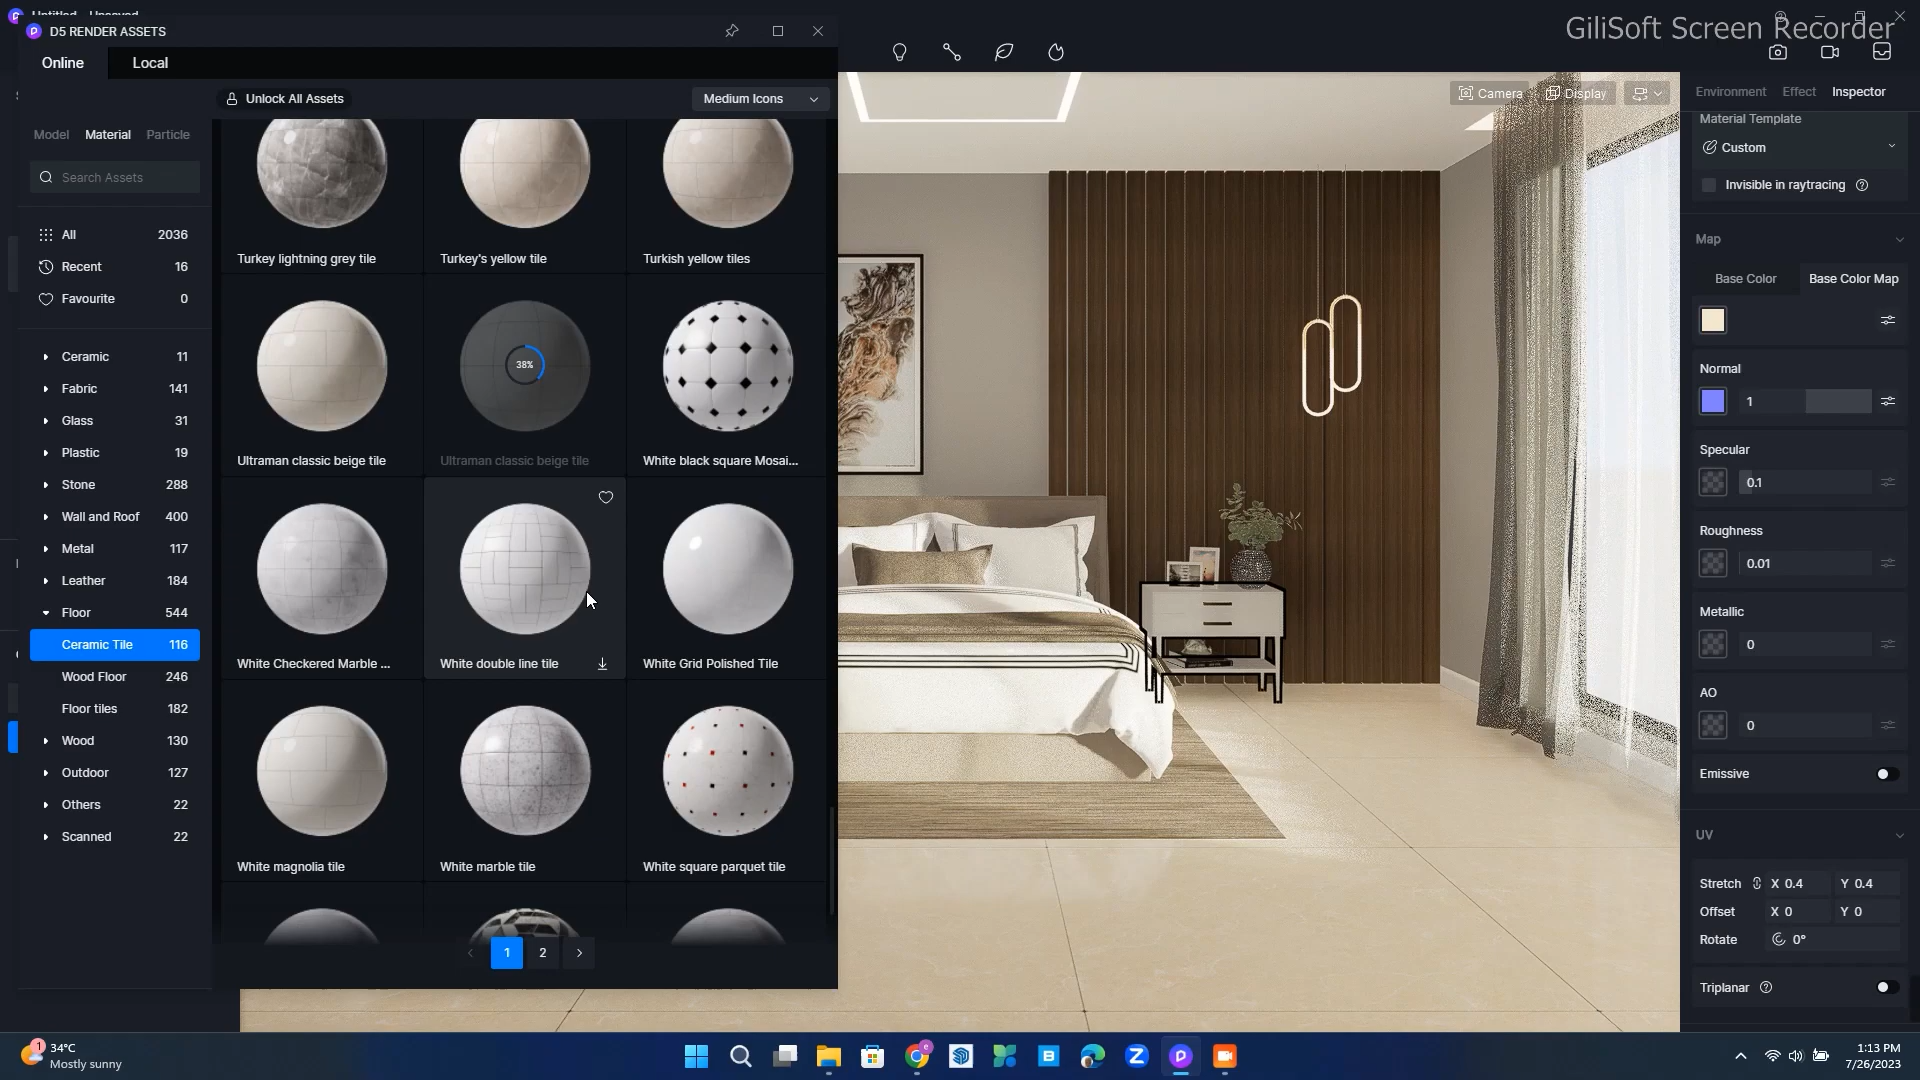 Untitled - Unsaved
D5 RENDER ASSETS
GiliSoft Screen Recorder
Online
Local
Unlock All Assets
Medium Icons
Camera
Display
Environment
Effect
Inspector
Model
Material
Particle
Search Assets
All 2036
Recent 16
Favourite 0
Ceramic 11
Fabric 141
Glass 31
Plastic 19
Stone 288
Wall and Roof 400
Metal 117
Leather 184
Floor 544
Ceramic Tile 116
Wood Floor 246
Floor tiles 182
Wood 130
Outdoor 127
Others 22
Scanned 22
Turkey lightning grey tile
Turkey's yellow tile
Turkish yellow tiles
38%
Ultraman classic beige tile
Ultraman classic beige tile
White black square Mosai...
White Checkered Marble ...
White double line tile
White Grid Polished Tile
White magnolia tile
White marble tile
White square parquet tile
1
2
Material Template
Custom
Invisible in raytracing
Map
Base Color
Base Color Map
Normal
1
Specular
0.1
Roughness
0.01
Metallic
0
AO
0
Emissive
UV
Stretch X 0.4 Y 0.4
Offset X 0 Y 0
Rotate 0°
Triplanar
1
34°C
Mostly sunny
1:13 PM
7/26/2023